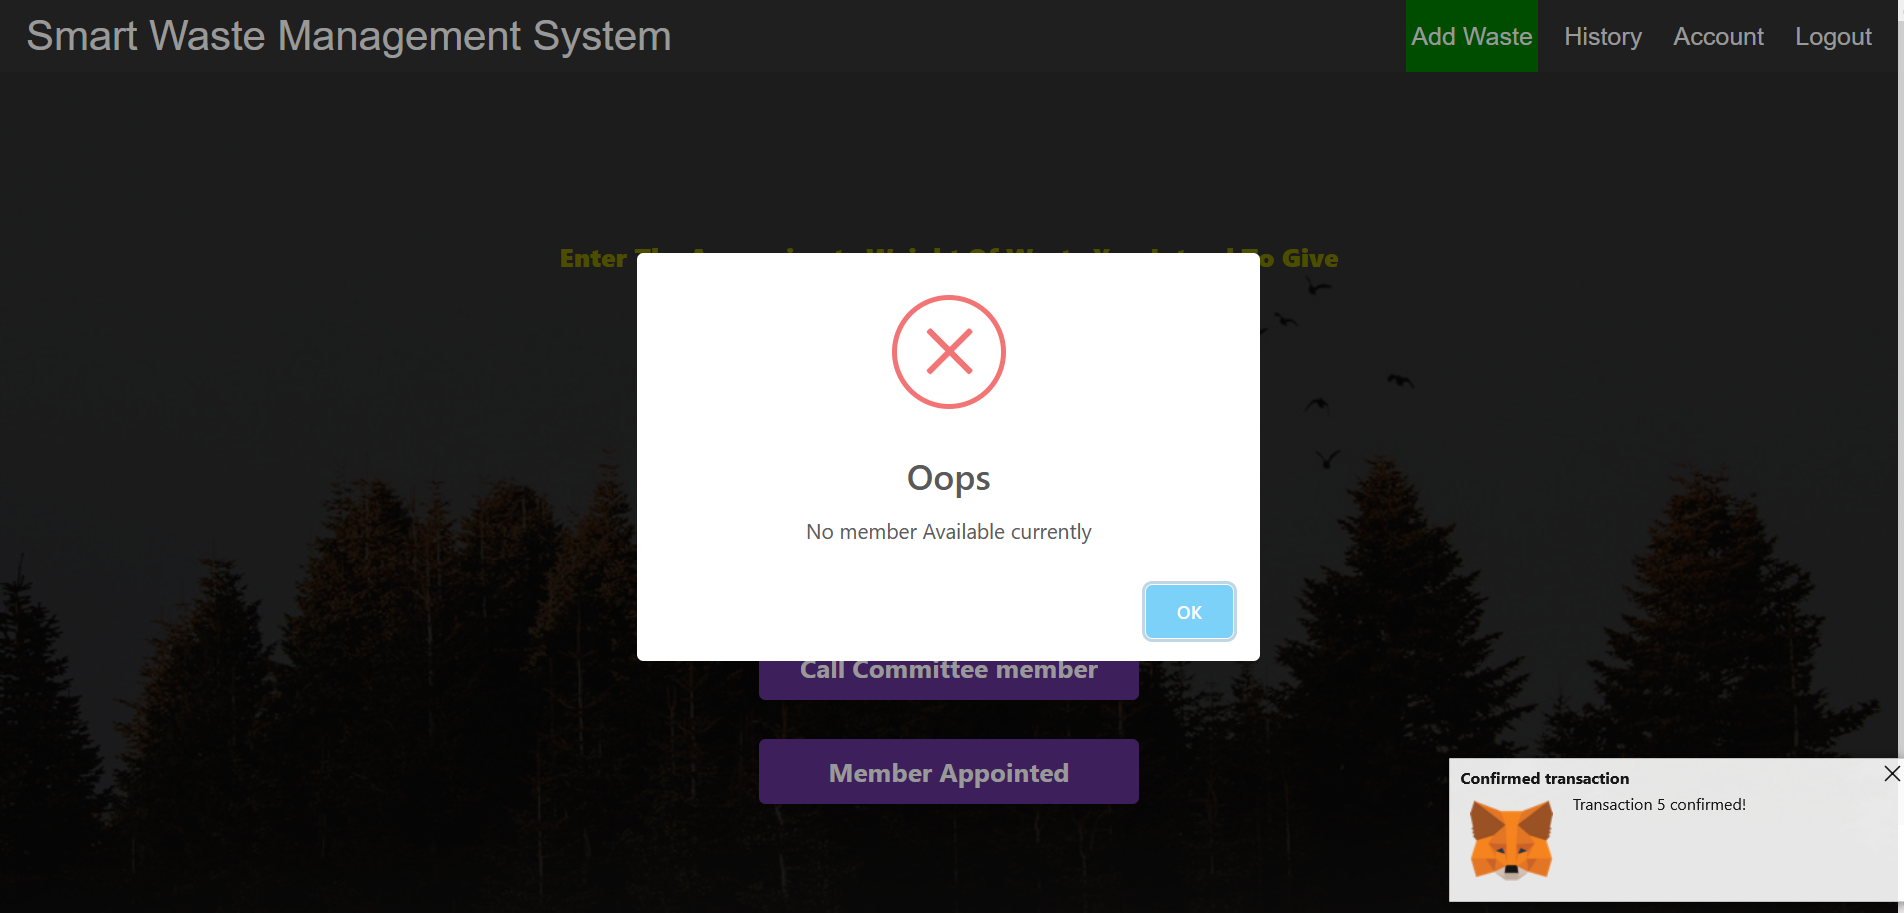 Smart Waste Management System
Add Waste History Account Logout
Enter To Give
Oops
No member Available currently
OK
Call Committee member
Member Appointed
Confirmed transaction
Transaction 5 confirmed!